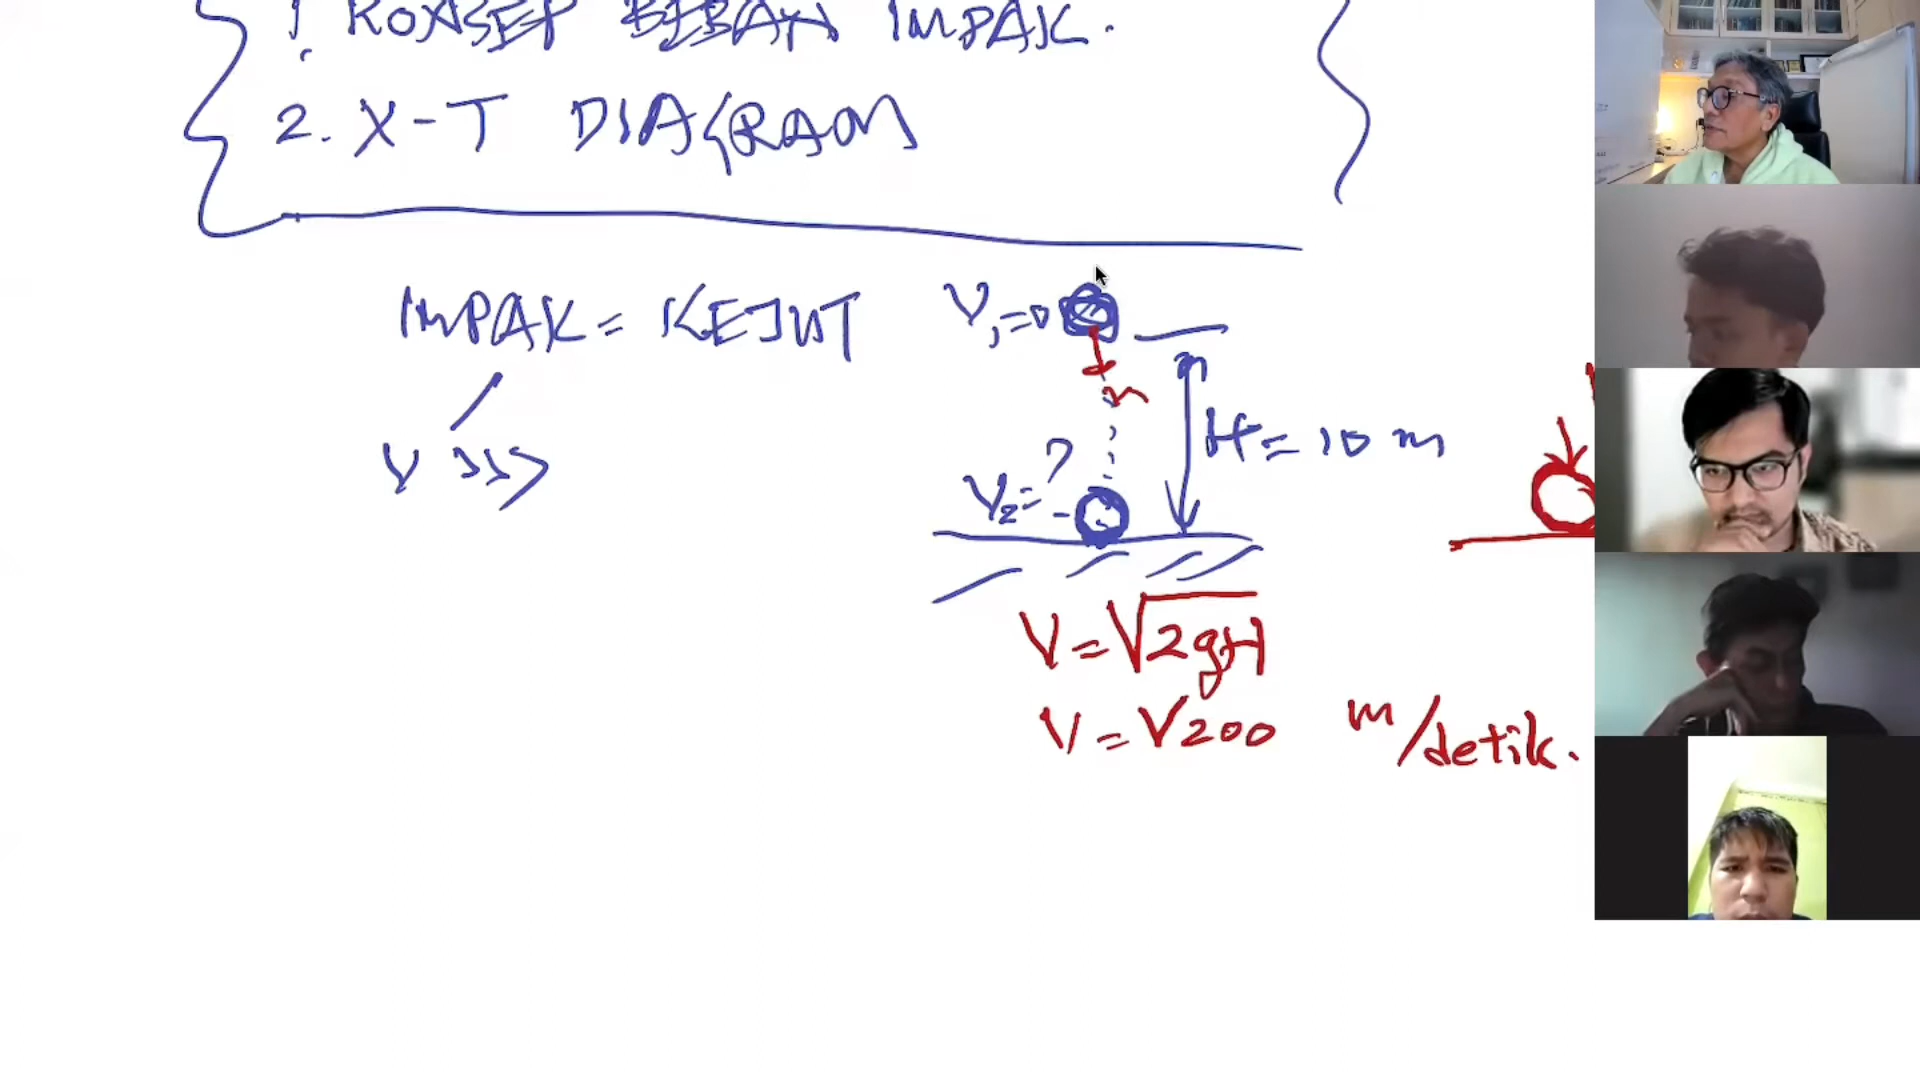 1. KONSEP BEBAN IMPAK.
2. X-T DIAGRAM
IMPAK = KEJUT
V >>>
V₁=0
H = 10 m
V₂=?
V = √2gH
V = √200 m/detik.